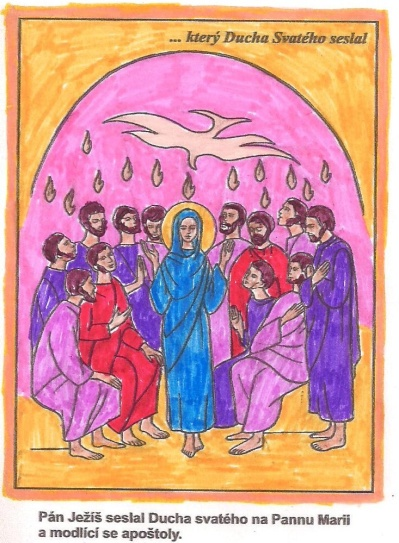 ... který Ducha Svatého seslal
Pán Ježíš seslal Ducha svatého na Pannu Marii
a modlící se apoštoly.